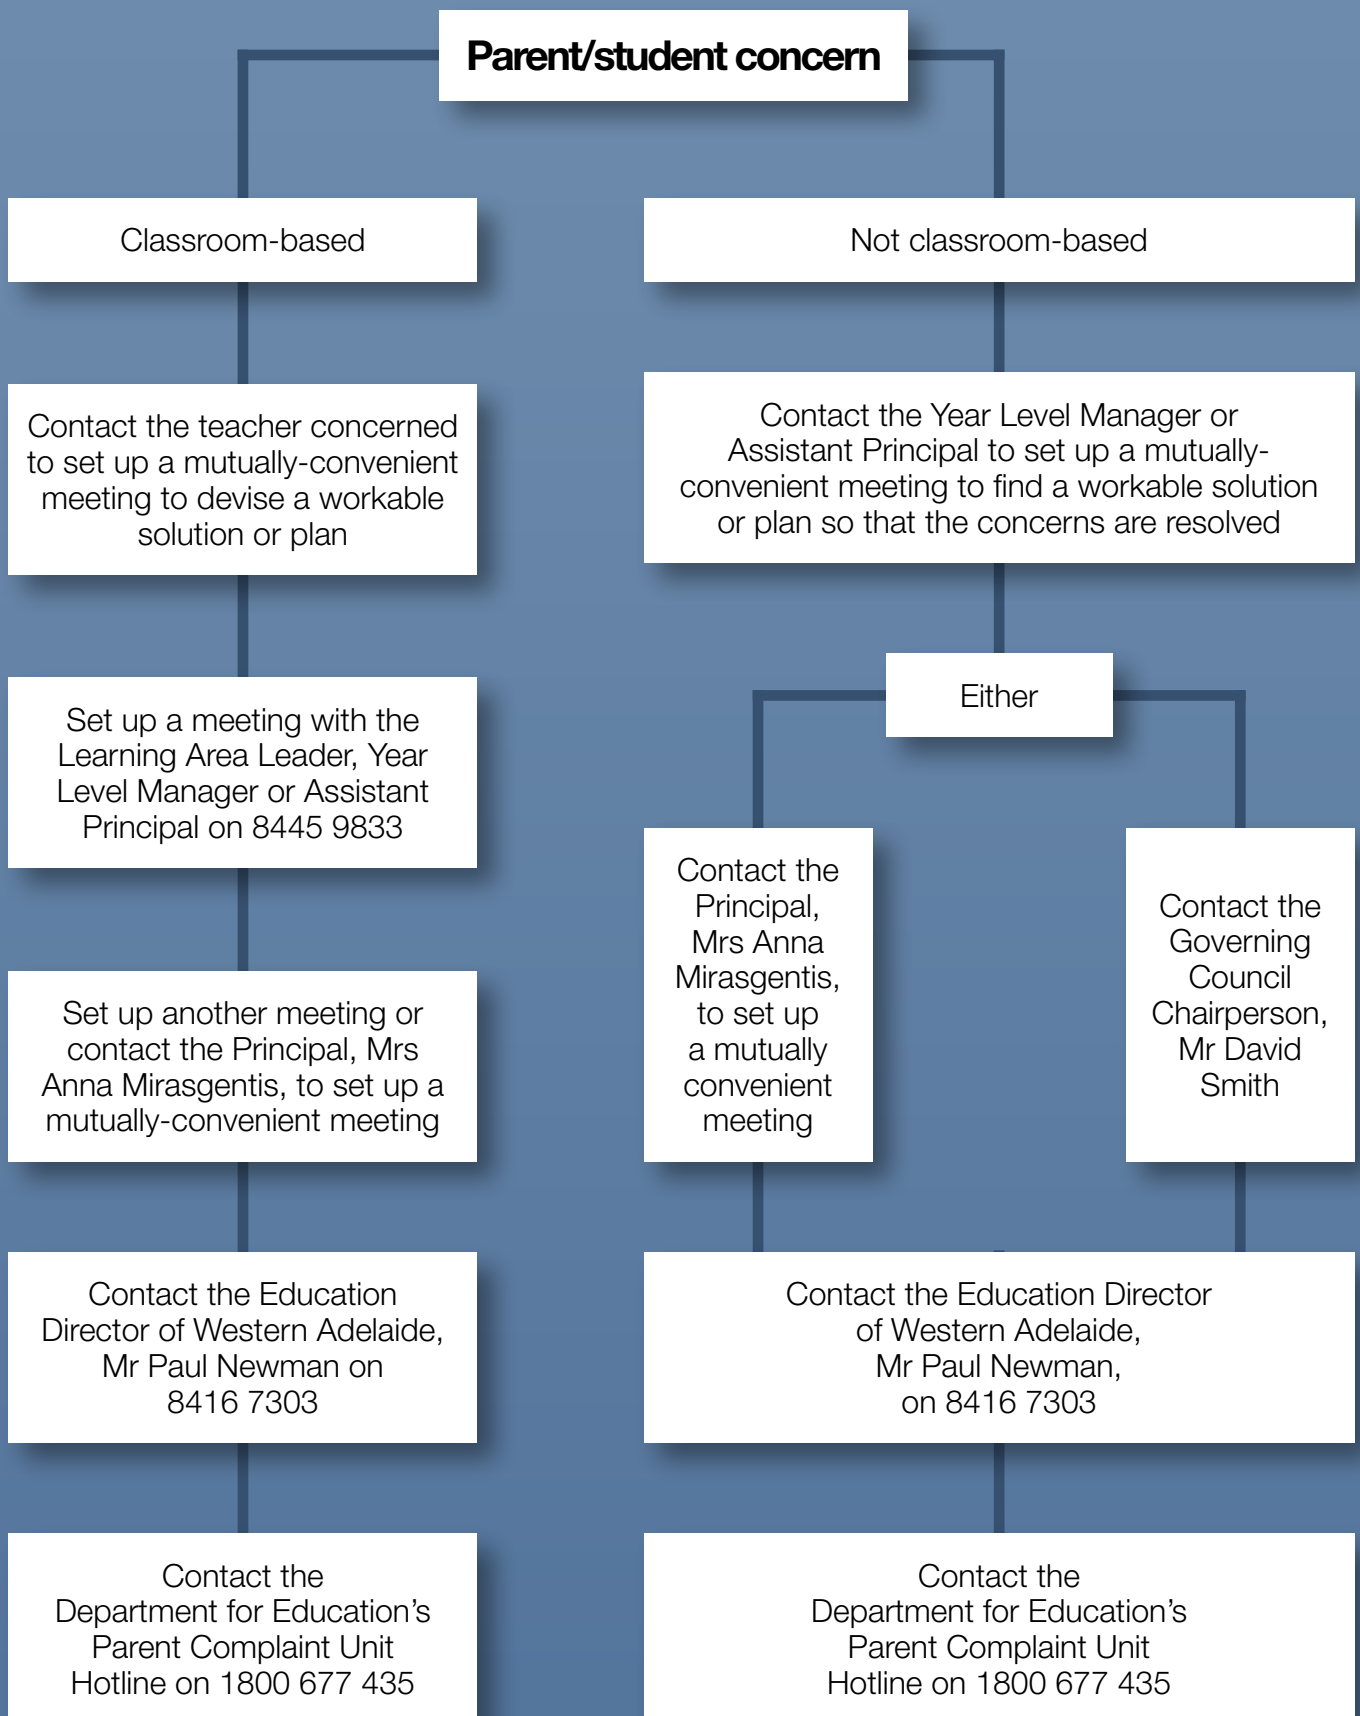 Parent/student concern
Classroom-based
Not classroom-based
Contact the teacher concerned
to set up a mutually-convenient
meeting to devise a workable
solution or plan
Contact the Year Level Manager or
Assistant Principal to set up a mutually-
convenient meeting to find a workable solution
or plan so that the concerns are resolved
Set up a meeting with the
Learning Area Leader, Year
Level Manager or Assistant
Principal on 8445 9833
Either
Set up another meeting or
contact the Principal, Mrs
Anna Mirasgentis, to set up a
mutually-convenient meeting
Contact the
Principal,
Mrs Anna
Mirasgentis,
to set up
a mutually
convenient
meeting
Contact the
Governing
Council
Chairperson,
Mr David
Smith
Contact the Education
Director of Western Adelaide,
Mr Paul Newman on
8416 7303
Contact the Education Director
of Western Adelaide,
Mr Paul Newman,
on 8416 7303
Contact the
Department for Education’s
Parent Complaint Unit
Hotline on 1800 677 435
Contact the
Department for Education’s
Parent Complaint Unit
Hotline on 1800 677 435